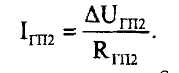 I_ГП2 = ΔU_ГП2 / R_ГП2.